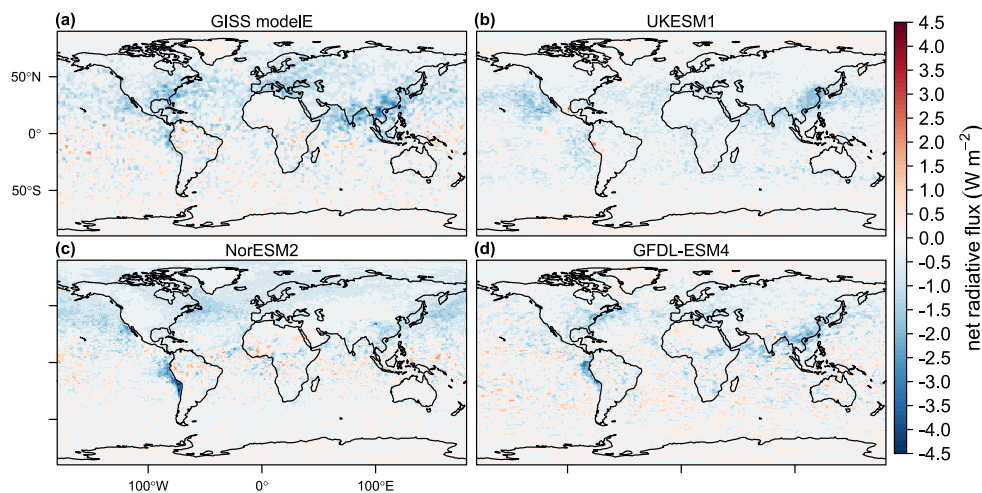 (a) GISS modelE
(b) UKESM1
50°N
0°
50°S
(c) NorESM2
(d) GFDL-ESM4
100°W 0° 100°E
4.5
4.0
3.5
3.0
2.5
2.0
1.5
1.0
0.5
0.0
-0.5
-1.0
-1.5
-2.0
-2.5
-3.0
-3.5
-4.0
-4.5
net radiative flux (W m⁻²)